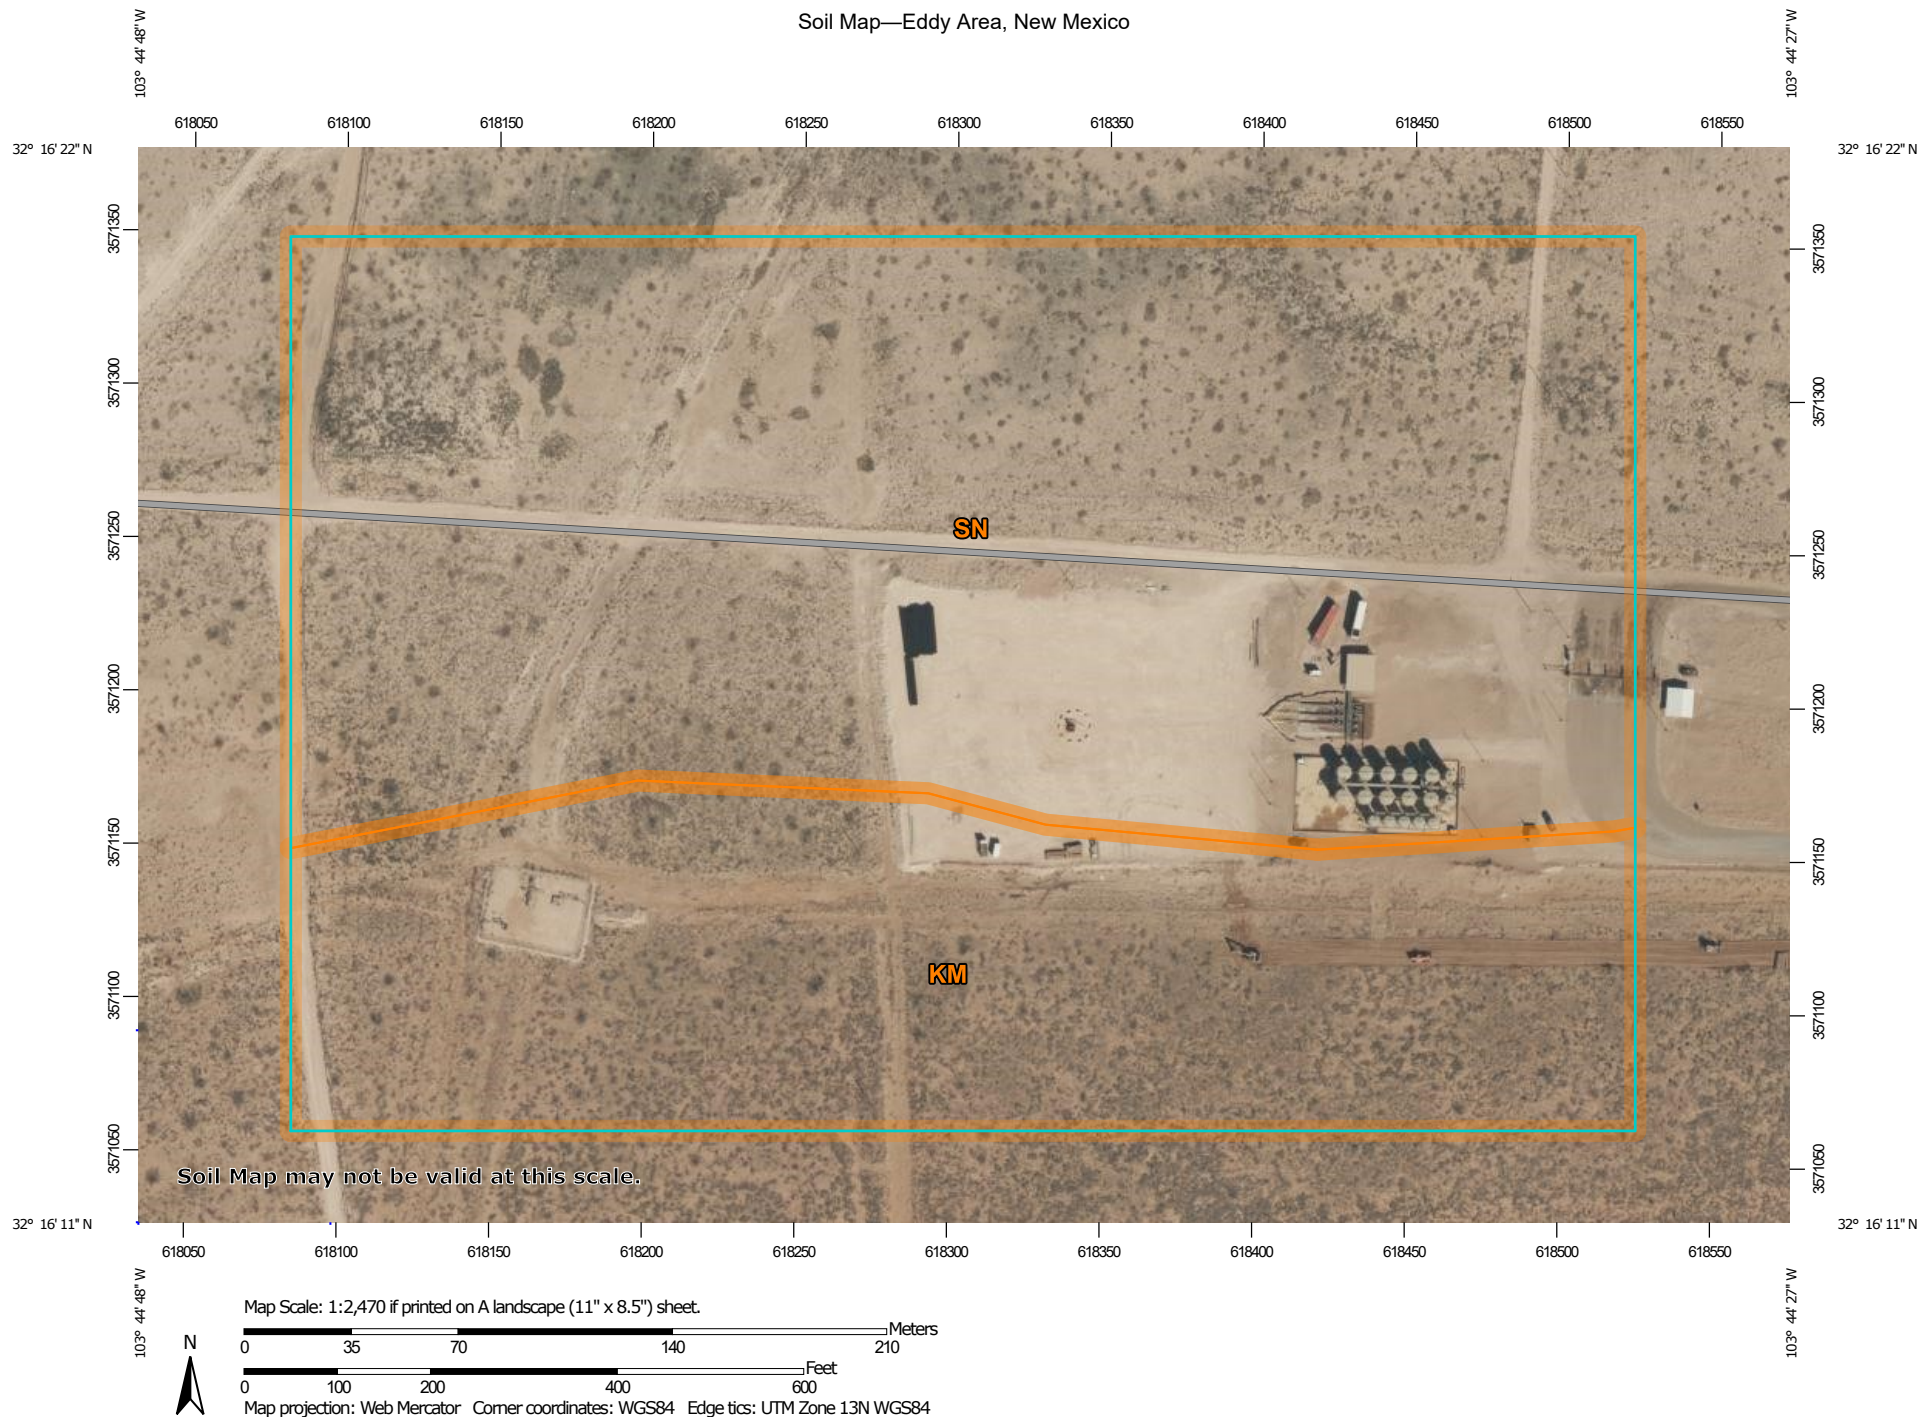 Soil Map—Eddy Area, New Mexico
103° 44' 48'' W
103° 44' 27'' W
618050 618100 618150 618200 618250 618300 618350 618400 618450 618500 618550
32° 16' 22'' N
32° 16' 22'' N
3571350
3571350
3571300
3571300
3571250
3571250
SN
3571200
3571200
3571150
3571150
KM
3571100
3571100
3571050
3571050
Soil Map may not be valid at this scale.
32° 16' 11'' N
32° 16' 11'' N
618050 618100 618150 618200 618250 618300 618350 618400 618450 618500 618550
103° 44' 48'' W
103° 44' 27'' W
Map Scale: 1:2,470 if printed on A landscape (11" x 8.5") sheet.
N
Meters
0 35 70 140 210
Feet
0 100 200 400 600
Map projection: Web Mercator Corner coordinates: WGS84 Edge tics: UTM Zone 13N WGS84